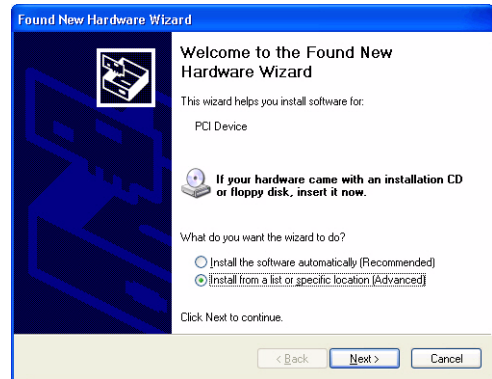 Found New Hardware Wizard
Welcome to the Found New
Hardware Wizard
This wizard helps you install software for:
PCI Device
If your hardware came with an installation CD
or floppy disk, insert it now.
What do you want the wizard to do?
Install the software automatically (Recommended)
Install from a list or specific location (Advanced)
Click Next to continue.
< Back
Next >
Cancel